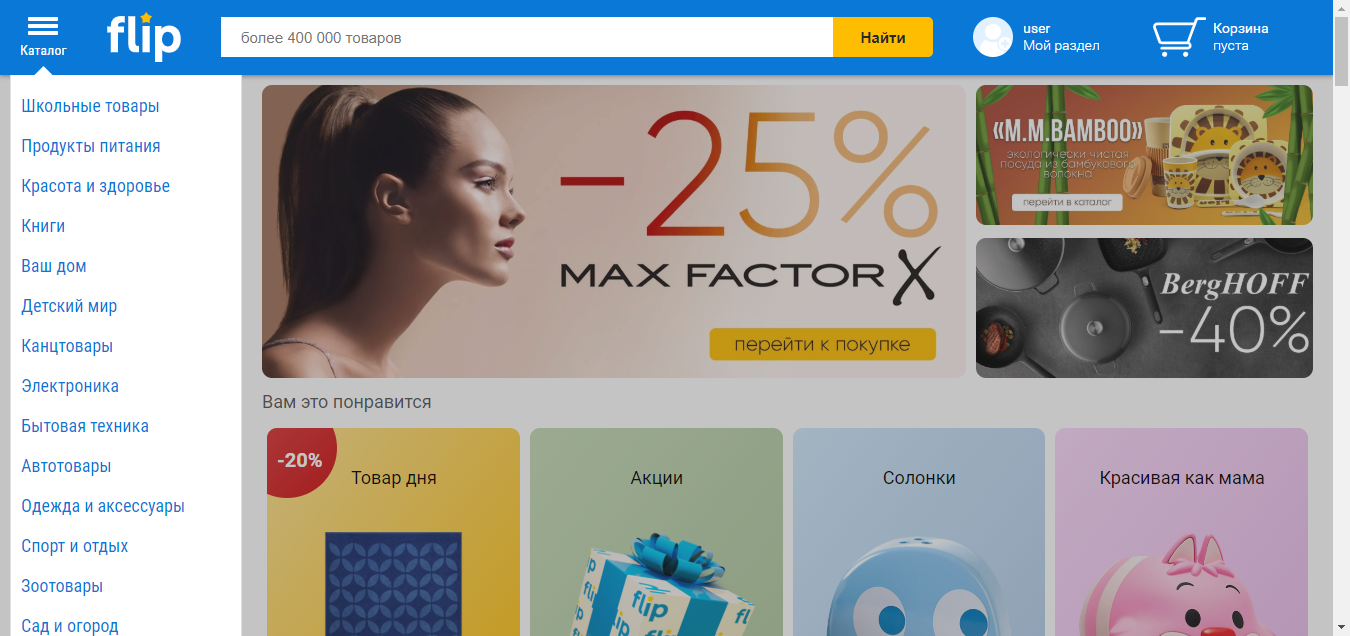 Каталог
flip
более 400 000 товаров
Найти
user
Мой раздел
Корзина
пуста
Школьные товары
Продукты питания
Красота и здоровье
Книги
Ваш дом
Детский мир
Канцтовары
Электроника
Бытовая техника
Автотовары
Одежда и аксессуары
Спорт и отдых
Зоотовары
Сад и огород
-25%
MAX FACTOR X
перейти к покупке
«M.M.BAMBOO»
экологически чистая
посуда из бамбукового
волокна
перейти в каталог
BergHOFF
-40%
Вам это понравится
-20%
Товар дня
Акции
flip
Солонки
Красивая как мама